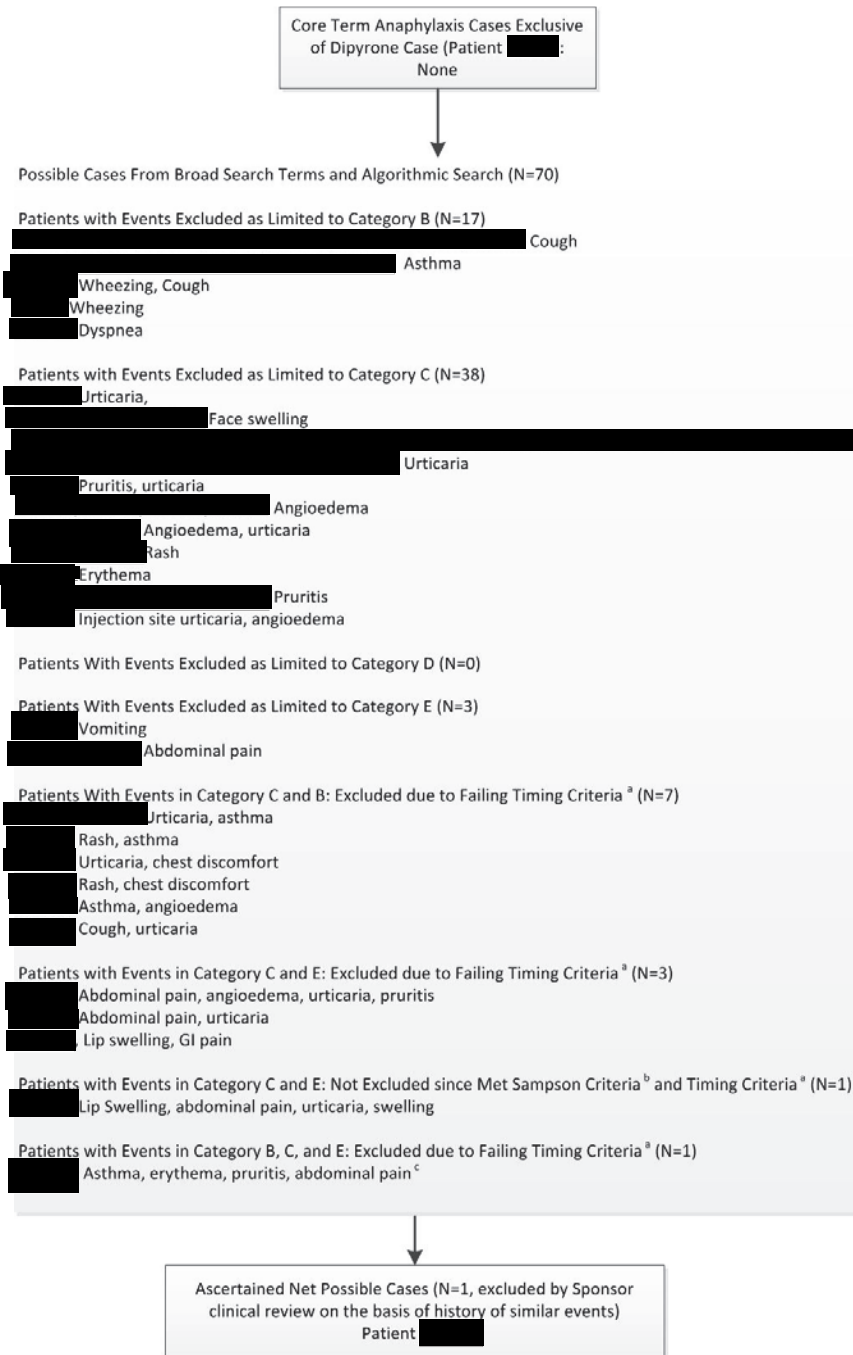 Core Term Anaphylaxis Cases Exclusive
of Dipyrone Case (Patient :
None
Possible Cases From Broad Search Terms and Algorithmic Search (N=70)
Patients with Events Excluded as Limited to Category B (N=17)
Cough
Asthma
Wheezing, Cough
Wheezing
Dyspnea
Patients with Events Excluded as Limited to Category C (N=38)
Urticaria,
Face swelling
Urticaria
Pruritis, urticaria
Angioedema
Angioedema, urticaria
Rash
Erythema
Pruritis
Injection site urticaria, angioedema
Patients With Events Excluded as Limited to Category D (N=0)
Patients With Events Excluded as Limited to Category E (N=3)
Vomiting
Abdominal pain
Patients With Events in Category C and B: Excluded due to Failing Timing Criteria a (N=7)
Urticaria, asthma
Rash, asthma
Urticaria, chest discomfort
Rash, chest discomfort
Asthma, angioedema
Cough, urticaria
Patients with Events in Category C and E: Excluded due to Failing Timing Criteria a (N=3)
Abdominal pain, angioedema, urticaria, pruritis
Abdominal pain, urticaria
, Lip swelling, GI pain
Patients with Events in Category C and E: Not Excluded since Met Sampson Criteria b and Timing Criteria a (N=1)
Lip Swelling, abdominal pain, urticaria, swelling
Patients with Events in Category B, C, and E: Excluded due to Failing Timing Criteria a (N=1)
Asthma, erythema, pruritis, abdominal pain c
Ascertained Net Possible Cases (N=1, excluded by Sponsor
clinical review on the basis of history of similar events)
Patient